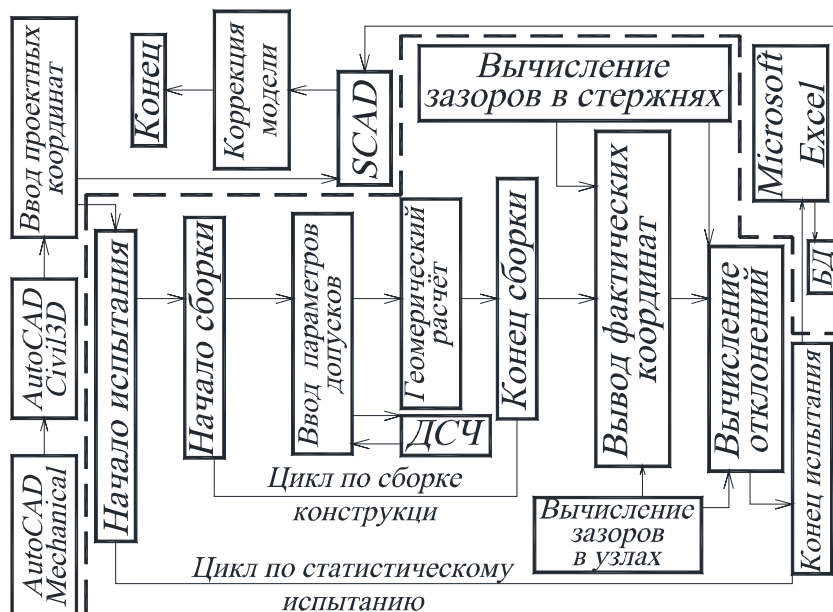 AutoCAD
Mechanical
AutoCAD
Civil3D
Ввод проектных
координат
Конец
Коррекция
модели
SCAD
Начало испытания
Начало сборки
Ввод параметров
допусков
Геомерический
расчёт
ДСЧ
Конец сборки
Вычисление
зазоров в стержнях
Вывод фактических
координат
Вычисление
зазоров
в узлах
Вычисление
отклонений
Microsoft
Excel
БД
Конец испытания
Цикл по сборке
конструкци
Цикл по статистическому
испытанию